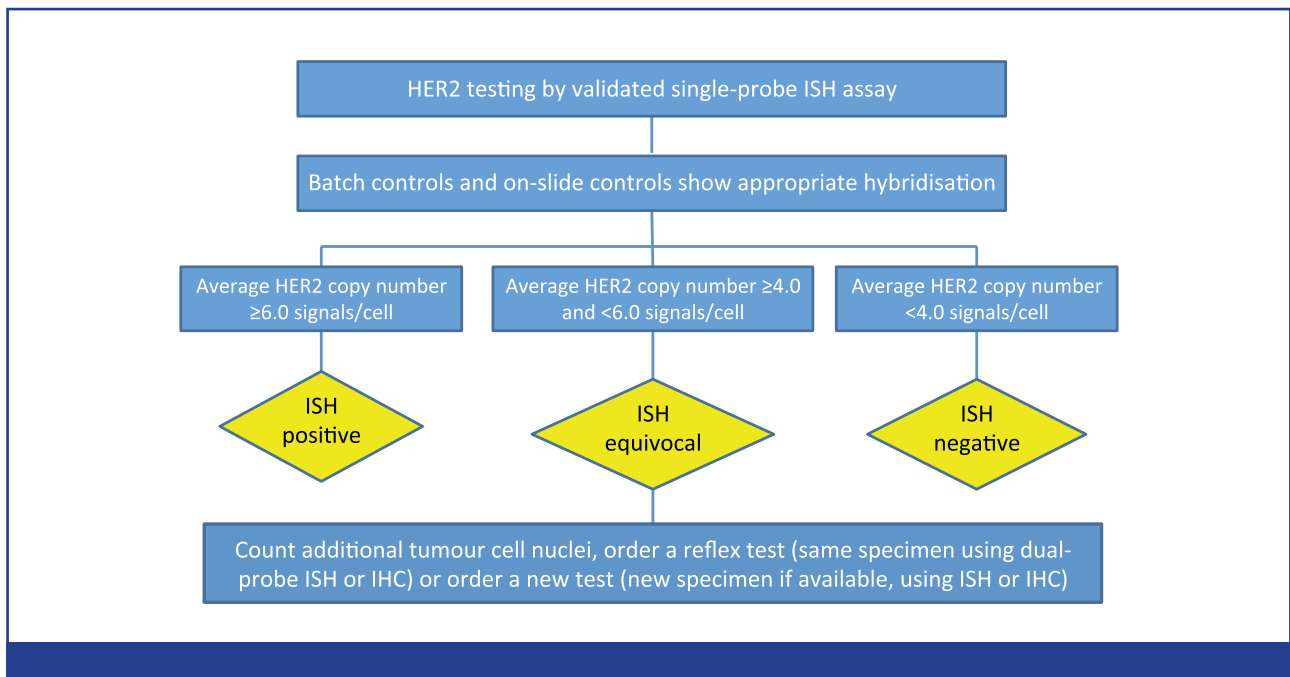 HER2 testing by validated single-probe ISH assay
Batch controls and on-slide controls show appropriate hybridisation
Average HER2 copy number
≥6.0 signals/cell
Average HER2 copy number ≥4.0
and <6.0 signals/cell
Average HER2 copy number
<4.0 signals/cell
ISH
positive
ISH
equivocal
ISH
negative
Count additional tumour cell nuclei, order a reflex test (same specimen using dual-
probe ISH or IHC) or order a new test (new specimen if available, using ISH or IHC)